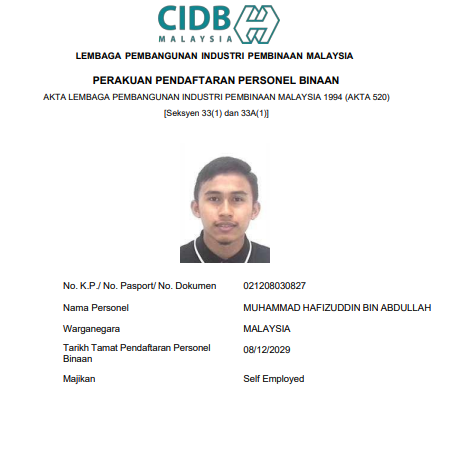 CIDB
MALAYSIA
LEMBAGA PEMBANGUNAN INDUSTRI PEMBINAAN MALAYSIA
PERAKUAN PENDAFTARAN PERSONEL BINAAN
AKTA LEMBAGA PEMBANGUNAN INDUSTRI PEMBINAAN MALAYSIA 1994 (AKTA 520)
[Seksyen 33(1) dan 33A(1)]
No. K.P./ No. Pasport/ No. Dokumen 021208030827
Nama Personel MUHAMMAD HAFIZUDDIN BIN ABDULLAH
Warganegara MALAYSIA
Tarikh Tamat Pendaftaran Personel
Binaan 08/12/2029
Majikan Self Employed